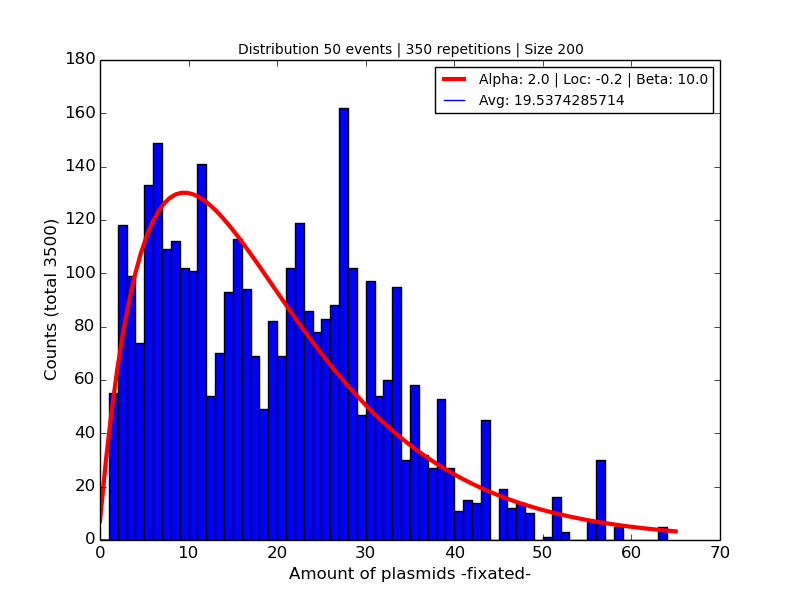 Distribution 50 events | 350 repetitions | Size 200
Alpha: 2.0 | Loc: -0.2 | Beta: 10.0
Avg: 19.5374285714
180
160
140
120
100
80
60
40
20
0
Counts (total 3500)
0 10 20 30 40 50 60 70
Amount of plasmids -fixated-